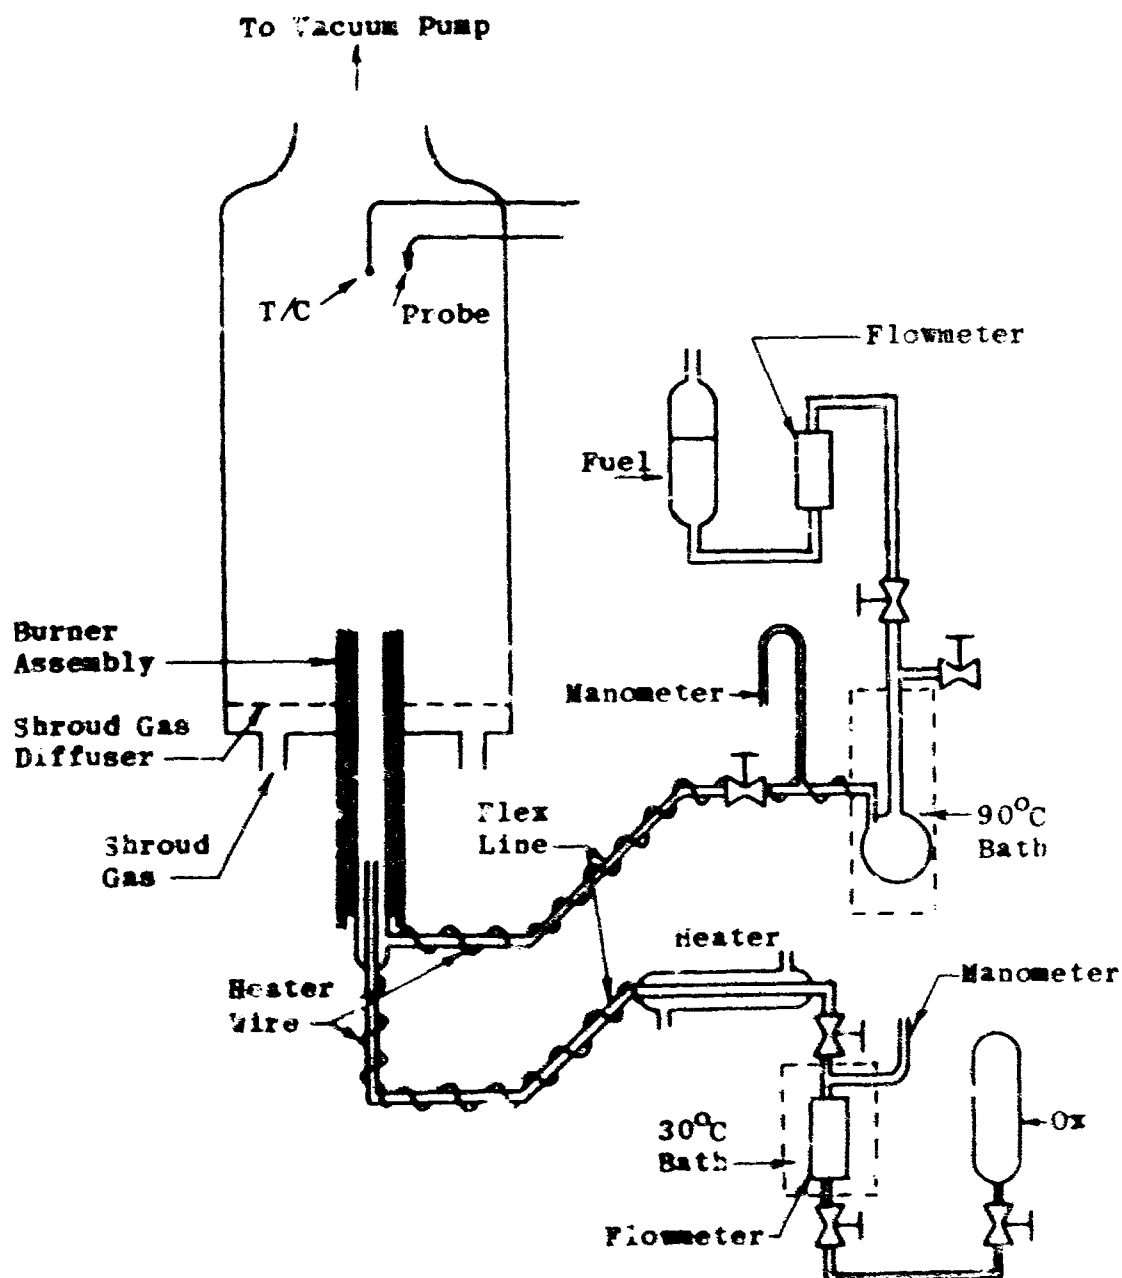 To Vacuum Pump
T/C
Probe
Flowmeter
Fuel
Burner
Assembly
Manometer
Shroud Gas
Diffuser
Flex
Line
90°C
Bath
Shroud
Gas
Heater
Manometer
Heater
Wire
Ox
30°C
Bath
Flowmeter